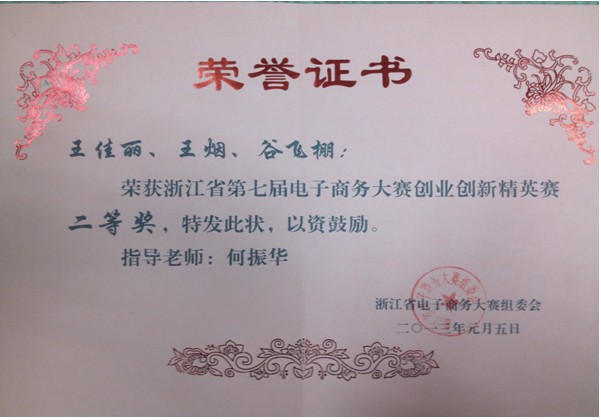 荣誉证书
王佳丽、王烟、谷飞棚：
荣获浙江省第七届电子商务大赛创业创新精英赛
二等奖，特发此状，以资鼓励。
指导老师：何振华
浙江省电子商务大赛组委会
二〇一三年元月五日